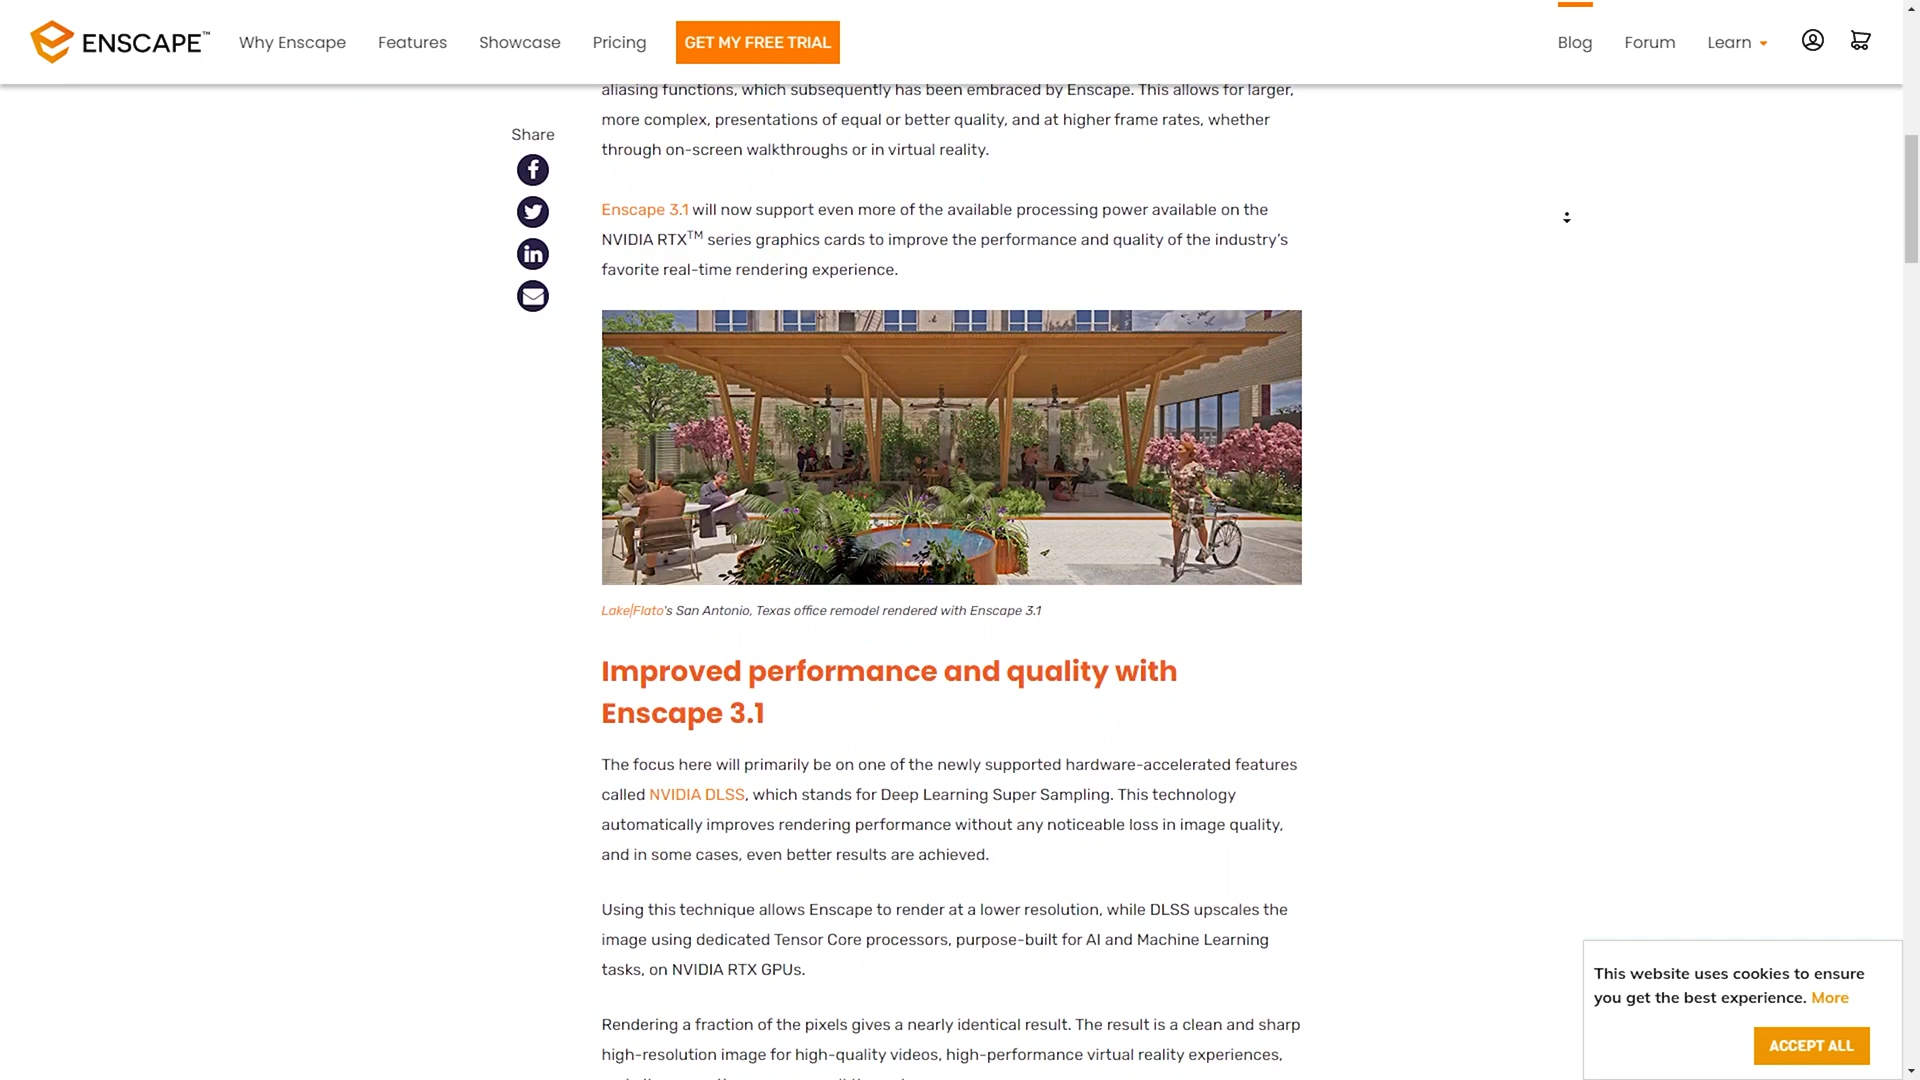 ENSCAPE™
Why Enscape
Features
Showcase
Pricing
GET MY FREE TRIAL
Blog
Forum
Learn
aliasing functions, which subsequently has been embraced by Enscape. This allows for larger,
more complex, presentations of equal or better quality, and at higher frame rates, whether
through on-screen walkthroughs or in virtual reality.
Share
Enscape 3.1 will now support even more of the available processing power available on the
NVIDIA RTX™ series graphics cards to improve the performance and quality of the industry's
favorite real-time rendering experience.
Lake|Flato's San Antonio, Texas office remodel rendered with Enscape 3.1
Improved performance and quality with
Enscape 3.1
The focus here will primarily be on one of the newly supported hardware-accelerated features
called NVIDIA DLSS, which stands for Deep Learning Super Sampling. This technology
automatically improves rendering performance without any noticeable loss in image quality,
and in some cases, even better results are achieved.
Using this technique allows Enscape to render at a lower resolution, while DLSS upscales the
image using dedicated Tensor Core processors, purpose-built for AI and Machine Learning
tasks, on NVIDIA RTX GPUs.
Rendering a fraction of the pixels gives a nearly identical result. The result is a clean and sharp
high-resolution image for high-quality videos, high-performance virtual reality experiences,
This website uses cookies to ensure
you get the best experience. More
ACCEPT ALL